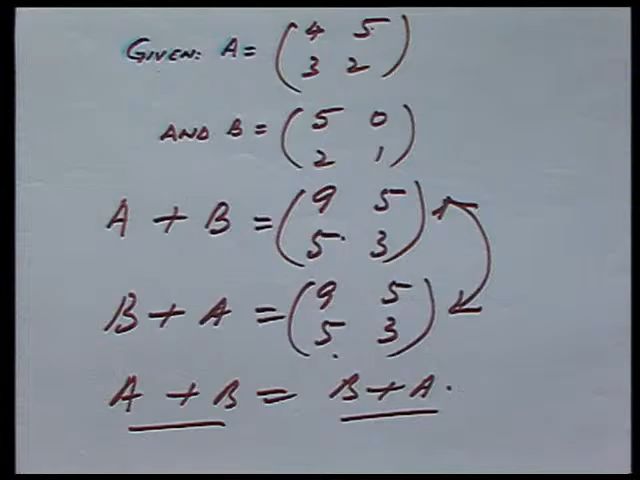 GIVEN: A = (4 5
3 2)
AND B = (5 0
2 1)
A + B = (9 5
5 3)
B + A = (9 5
5 3)
A + B = B + A.